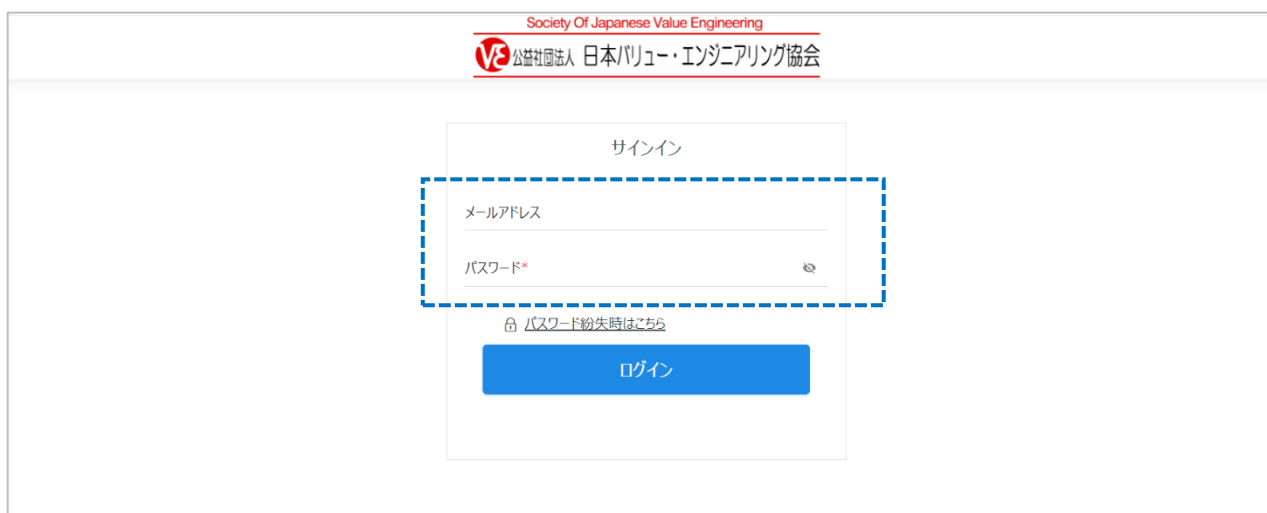 Society Of Japanese Value Engineering
VE 公益社団法人 日本バリュー・エンジニアリング協会
サインイン
メールアドレス
パスワード*
パスワード紛失時はこちら
ログイン